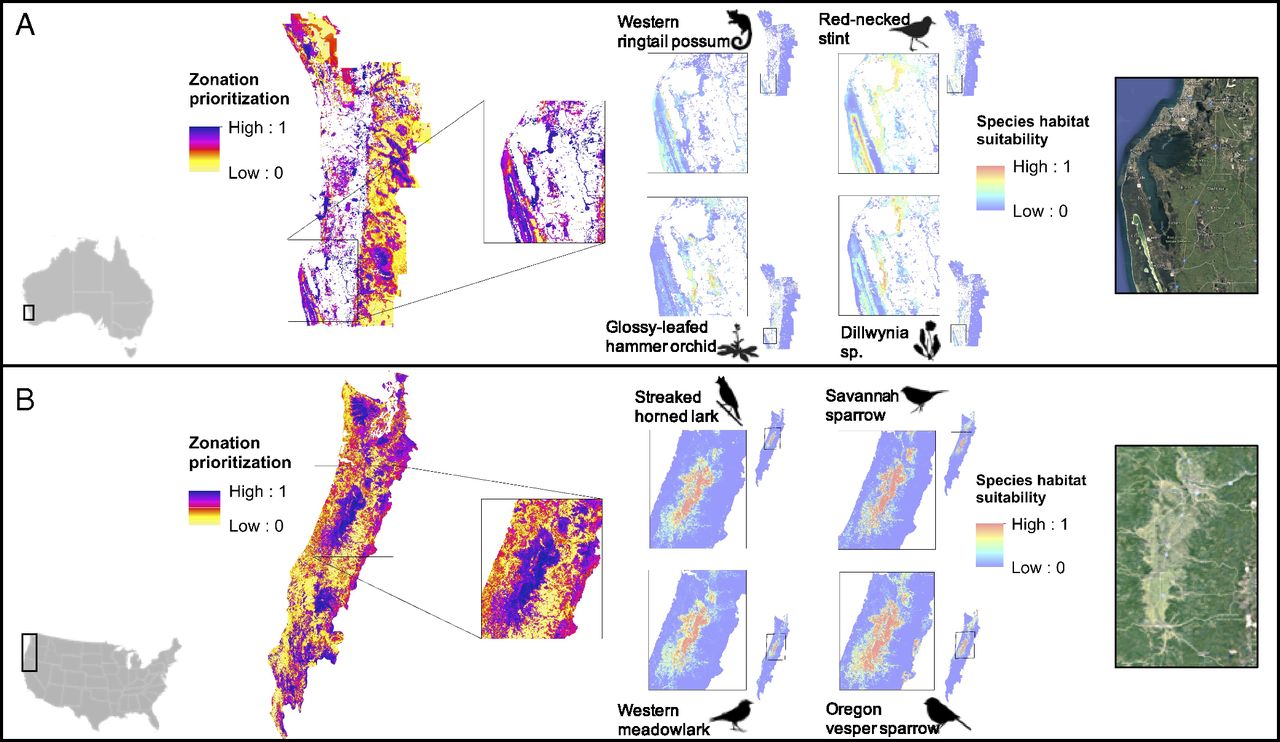 A
Zonation
prioritization
High : 1
Low : 0
Western
ringtail possum
Red-necked
stint
Glossy-leafed
hammer orchid
Dillwynia
sp.
Species habitat
suitability
High : 1
Low : 0
B
Zonation
prioritization
High : 1
Low : 0
Streaked
horned lark
Savannah
sparrow
Western
meadowlark
Oregon
vesper sparrow
Species habitat
suitability
High : 1
Low : 0